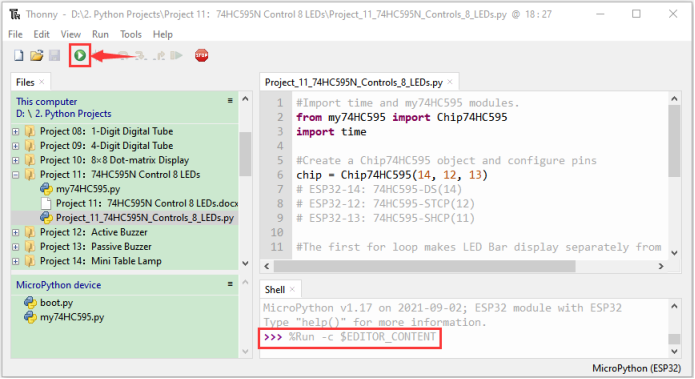 Thonny - D:\2. Python Projects\Project 11：74HC595N Control 8 LEDs\Project_11_74HC595N_Controls_8_LEDs.py @ 18 : 27
File Edit View Run Tools Help
STOP
Files
This computer
D: \ 2. Python Projects
Project 08：1-Digit Digital Tube
Project 09：4-Digit Digital Tube
Project 10：8×8 Dot-matrix Display
Project 11：74HC595N Control 8 LEDs
my74HC595.py
Project 11：74HC595N Control 8 LEDs.docx
Project_11_74HC595N_Controls_8_LEDs.py
Project 12：Active Buzzer
Project 13：Passive Buzzer
Project 14：Mini Table Lamp
MicroPython device
boot.py
my74HC595.py
Project_11_74HC595N_Controls_8_LEDs.py
1 #Import time and my74HC595 modules.
2 from my74HC595 import Chip74HC595
3 import time
4
5 #Create a Chip74HC595 object and configure pins
6 chip = Chip74HC595(14, 12, 13)
7 # ESP32-14: 74HC595-DS(14)
8 # ESP32-12: 74HC595-STCP(12)
9 # ESP32-13: 74HC595-SHCP(11)
10
11 #The first for loop makes LED Bar display separately from
Shell
MicroPython v1.17 on 2021-09-02; ESP32 module with ESP32
Type "help()" for more information.
>>> %Run -c $EDITOR_CONTENT
MicroPython (ESP32)